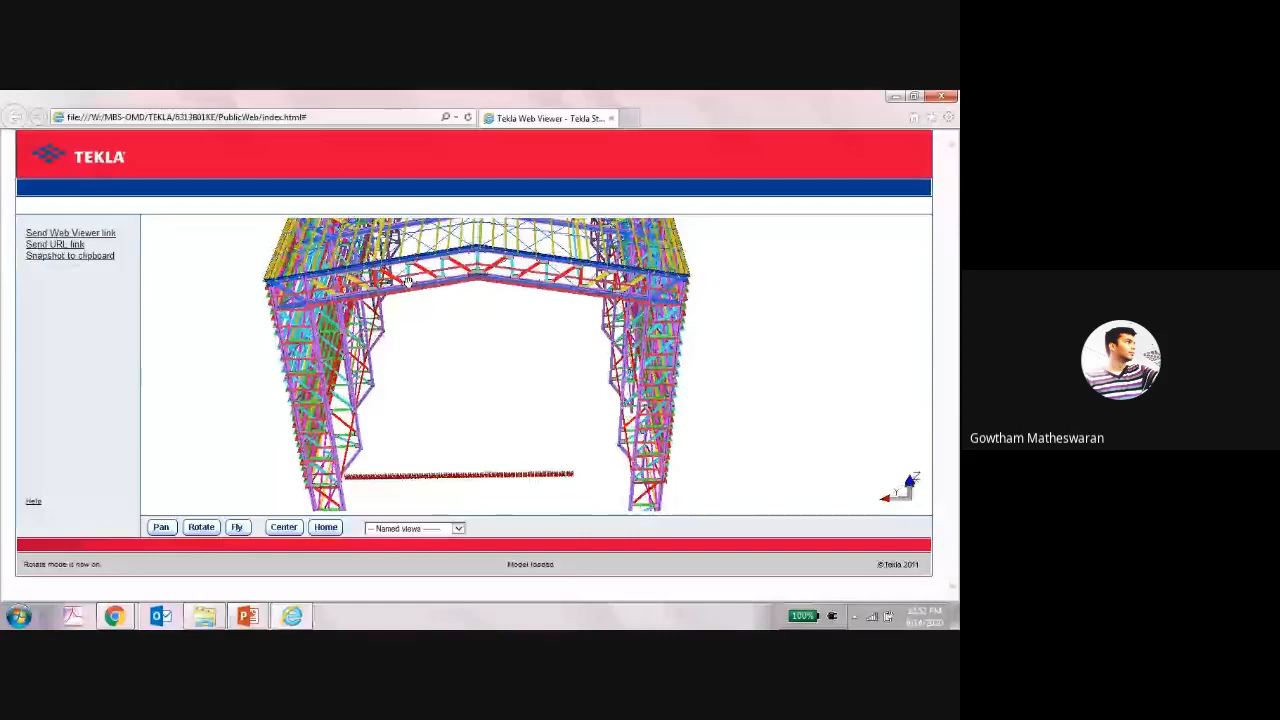 file:///W:/MBS-OMD/TEKLA/6313801KE/PublicWeb/index.html#
Tekla Web Viewer - Tekla St...
TEKLA
Send Web Viewer link
Send URL link
Snapshot to clipboard
Gowtham Matheswaran
Z
Y
Help
Pan
Rotate
Fly
Center
Home
-- Named views ------
Rotate mode is now on.
Model loaded
© Tekla 2011
100%